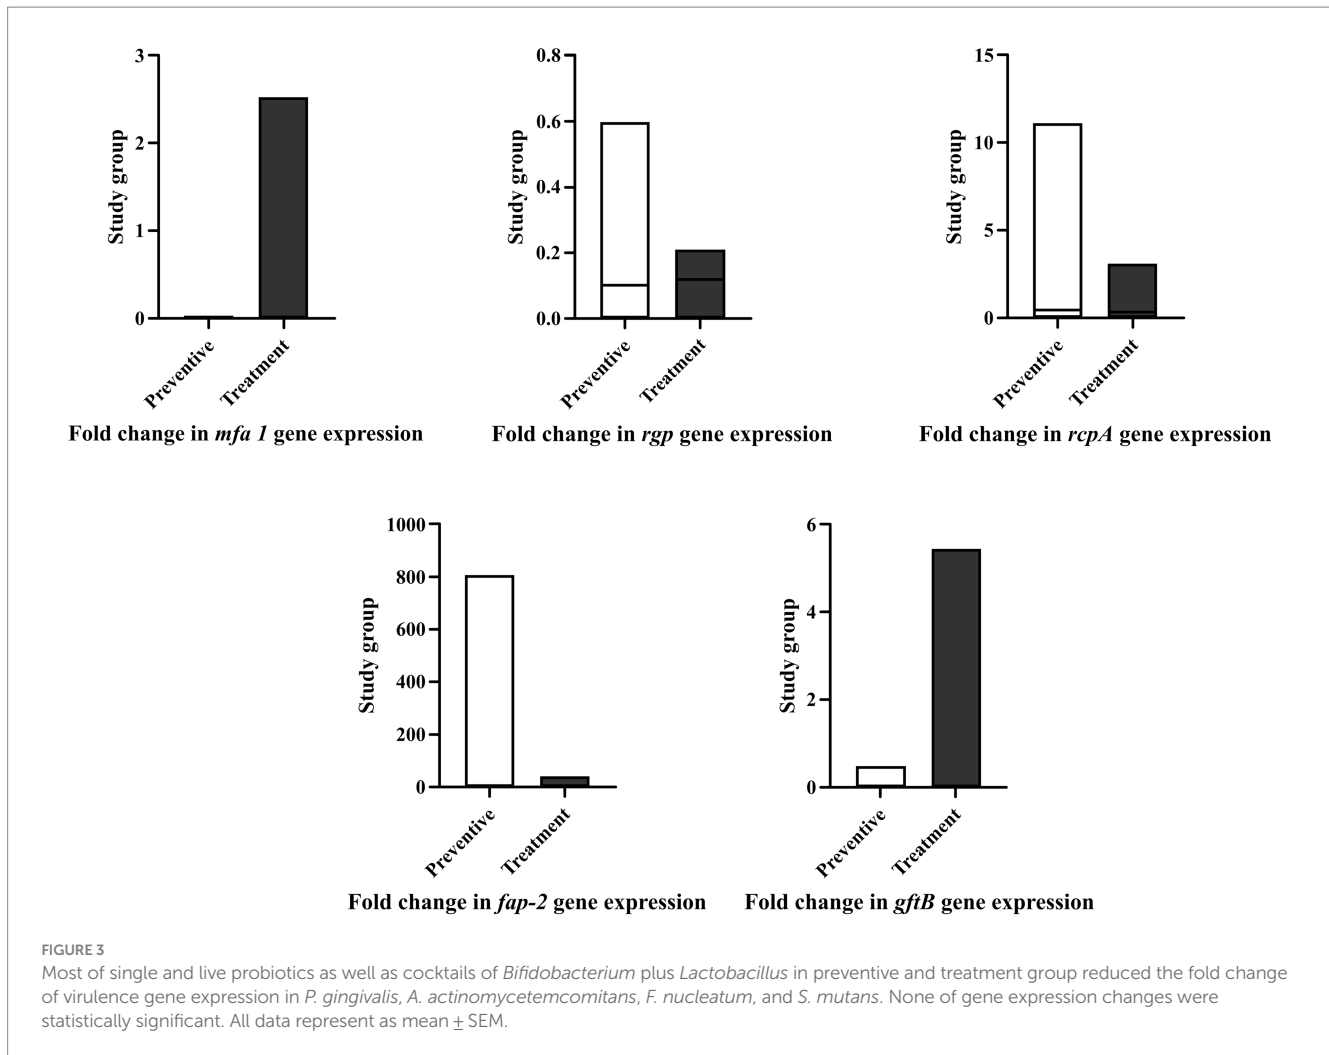 3
2
1
0
Study group
Preventive
Treatment
Fold change in mfa 1 gene expression
0.8
0.6
0.4
0.2
0.0
Study group
Preventive
Treatment
Fold change in rgp gene expression
15
10
5
0
Study group
Preventive
Treatment
Fold change in rcpA gene expression
1000
800
600
400
200
0
Study group
Preventive
Treatment
Fold change in fap-2 gene expression
6
4
2
0
Study group
Preventive
Treatment
Fold change in gftB gene expression
FIGURE 3
Most of single and live probiotics as well as cocktails of Bifidobacterium plus Lactobacillus in preventive and treatment group reduced the fold change
of virulence gene expression in P. gingivalis, A. actinomycetemcomitans, F. nucleatum, and S. mutans. None of gene expression changes were
statistically significant. All data represent as mean ± SEM.